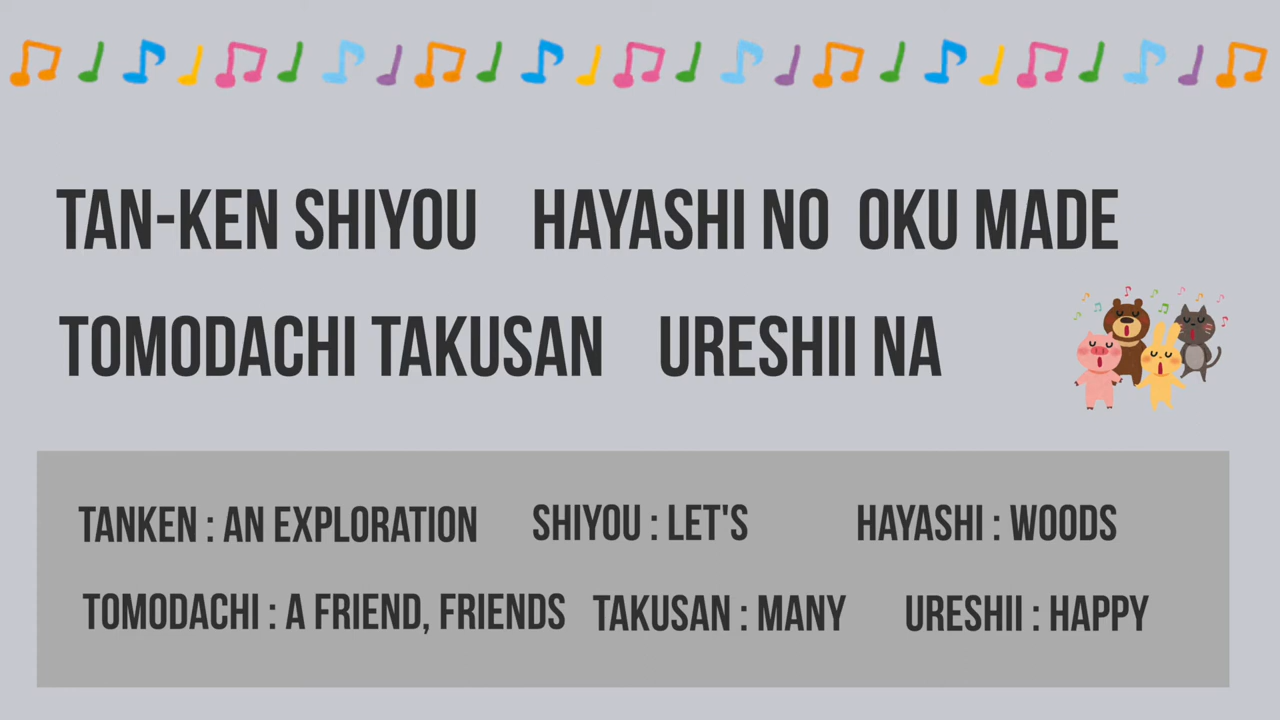 TAN-KEN SHIYOU HAYASHI NO OKU MADE
TOMODACHI TAKUSAN URESHII NA
TANKEN : AN EXPLORATION SHIYOU : LET'S HAYASHI : WOODS
TOMODACHI : A FRIEND, FRIENDS TAKUSAN : MANY URESHII : HAPPY